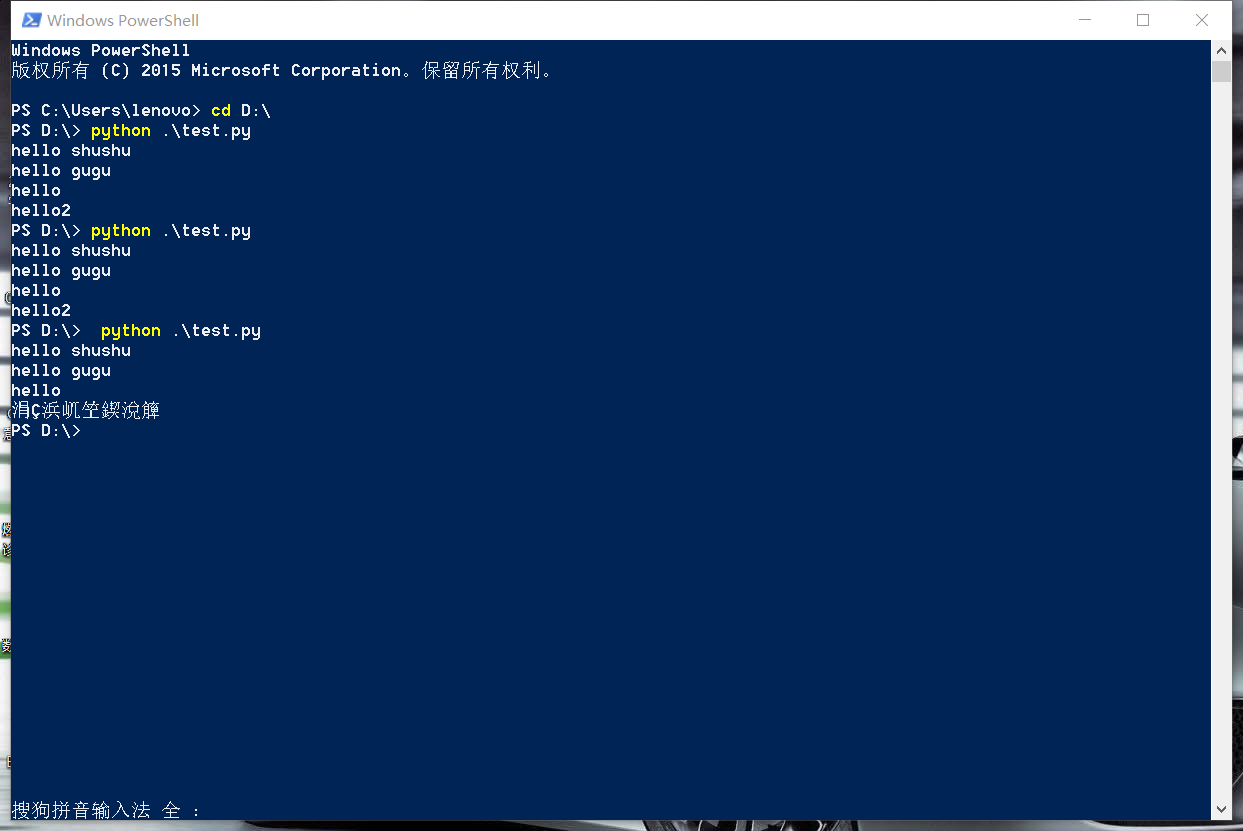 Windows PowerShell
Windows PowerShell
版权所有 (C) 2015 Microsoft Corporation。保留所有权利。
PS C:\Users\lenovo> cd D:\
PS D:\> python .\test.py
hello shushu
hello gugu
hello
hello2
PS D:\> python .\test.py
hello shushu
hello gugu
hello
hello2
PS D:\>  python .\test.py
hello shushu
hello gugu
hello
涓Ç浜屼笁鍥涗簲
PS D:\>
搜狗拼音输入法 全 :